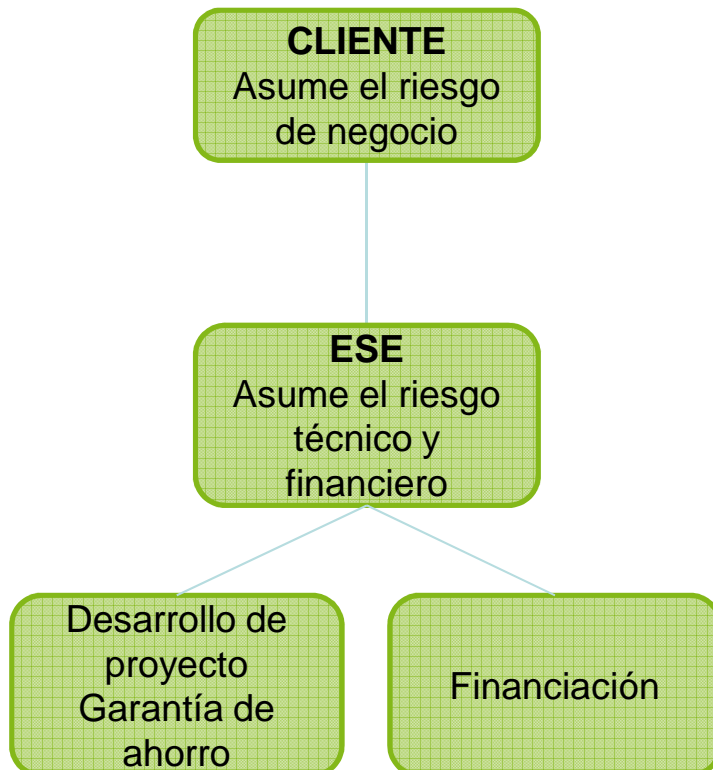 CLIENTE
Asume el riesgo
de negocio
ESE
Asume el riesgo
técnico y
financiero
Desarrollo de
proyecto
Garantía de
ahorro
Financiación